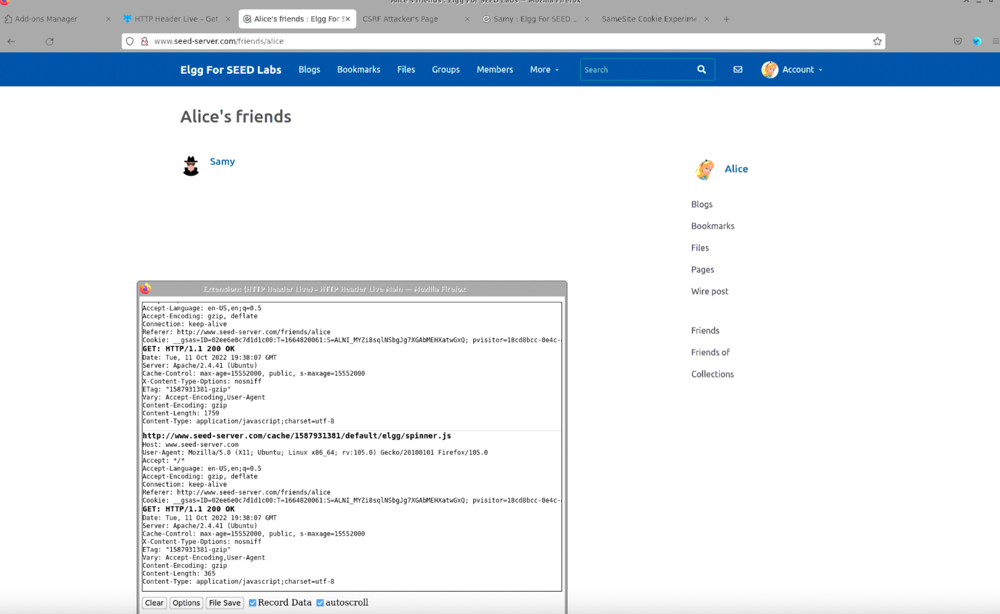 Alice's friends : Elgg For SEED Labs — Mozilla Firefox
Add-ons Manager
HTTP Header Live – Get
Alice's friends : Elgg For S
CSRF Attacker's Page
Samy : Elgg For SEED
SameSite Cookie Experime
www.seed-server.com/friends/alice
Elgg For SEED Labs
Blogs
Bookmarks
Files
Groups
Members
More
Search
Account
Alice's friends
Samy
Alice
Blogs
Bookmarks
Files
Pages
Wire post
Friends
Friends of
Collections
Extension: (HTTP Header Live) - HTTP Header Live Main — Mozilla Firefox
Accept-Language: en-US,en;q=0.5
Accept-Encoding: gzip, deflate
Connection: keep-alive
Referer: http://www.seed-server.com/friends/alice
Cookie: __gsas=ID=02ee6e0c7d1d1c00:T=1664820061:S=ALNI_MYZi8sqlNSbgJg7XGAbMEHXatwGxQ; pvisitor=18cd8bcc-0e4c-
GET: HTTP/1.1 200 OK
Date: Tue, 11 Oct 2022 19:38:07 GMT
Server: Apache/2.4.41 (Ubuntu)
Cache-Control: max-age=15552000, public, s-maxage=15552000
X-Content-Type-Options: nosniff
ETag: "1587931381-gzip"
Vary: Accept-Encoding,User-Agent
Content-Encoding: gzip
Content-Length: 1759
Content-Type: application/javascript;charset=utf-8
http://www.seed-server.com/cache/1587931381/default/elgg/spinner.js
Host: www.seed-server.com
User-Agent: Mozilla/5.0 (X11; Ubuntu; Linux x86_64; rv:105.0) Gecko/20100101 Firefox/105.0
Accept: */*
Accept-Language: en-US,en;q=0.5
Accept-Encoding: gzip, deflate
Connection: keep-alive
Referer: http://www.seed-server.com/friends/alice
Cookie: __gsas=ID=02ee6e0c7d1d1c00:T=1664820061:S=ALNI_MYZi8sqlNSbgJg7XGAbMEHXatwGxQ; pvisitor=18cd8bcc-0e4c-
GET: HTTP/1.1 200 OK
Date: Tue, 11 Oct 2022 19:38:07 GMT
Server: Apache/2.4.41 (Ubuntu)
Cache-Control: max-age=15552000, public, s-maxage=15552000
X-Content-Type-Options: nosniff
ETag: "1587931381-gzip"
Vary: Accept-Encoding,User-Agent
Content-Encoding: gzip
Content-Length: 365
Content-Type: application/javascript;charset=utf-8
Clear
Options
File Save
Record Data
autoscroll